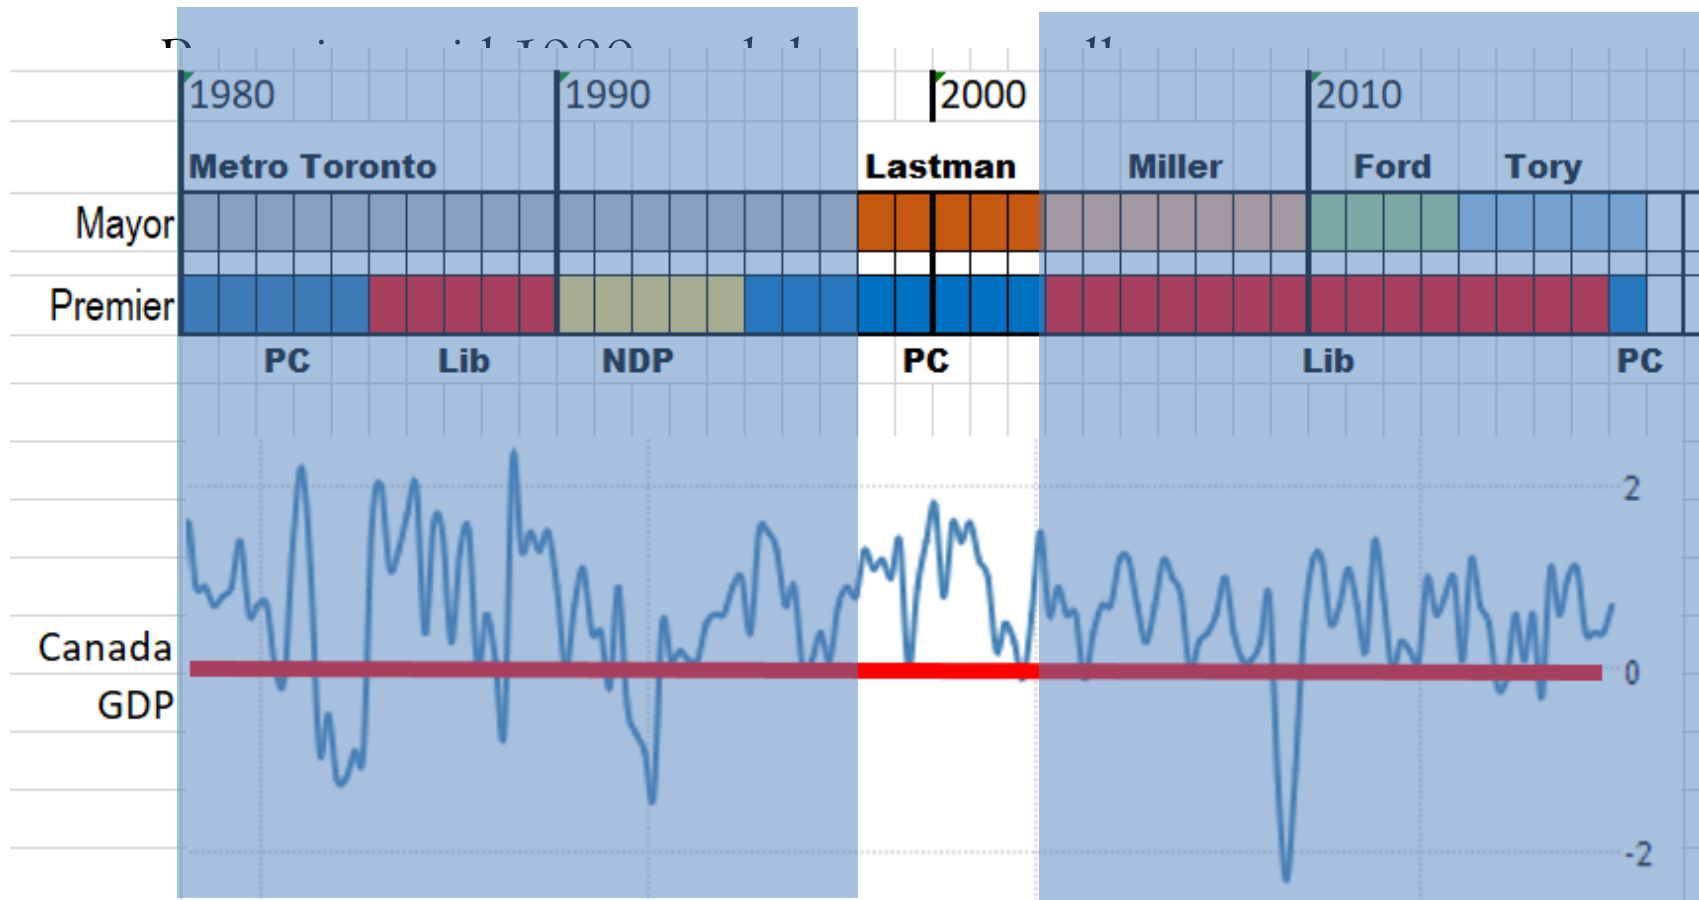 1980 1990 2000 2010
Metro Toronto Lastman Miller Ford Tory
Mayor
Premier
PC Lib NDP PC Lib PC
2
Canada
0
GDP
-2